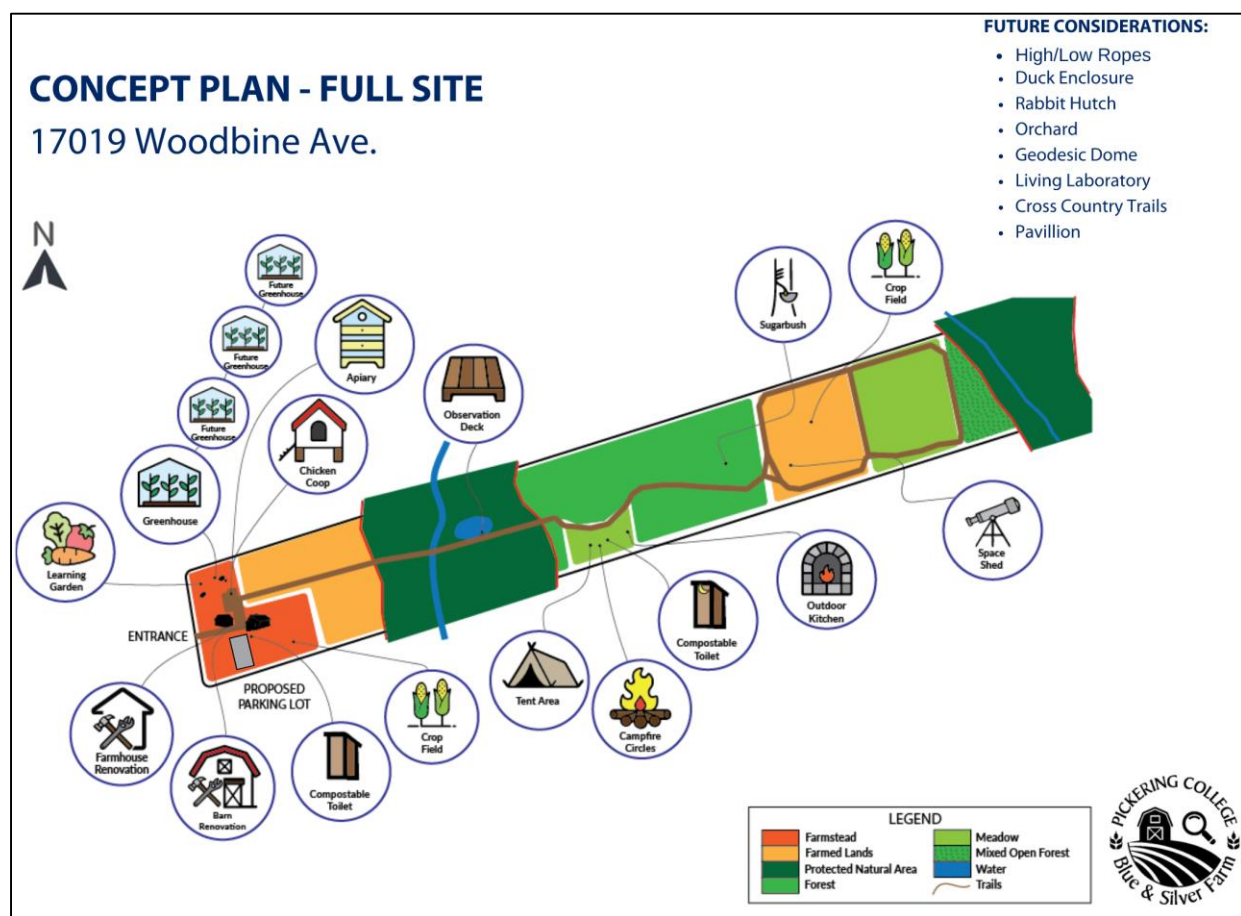 CONCEPT PLAN - FULL SITE
17019 Woodbine Ave.
FUTURE CONSIDERATIONS:
• High/Low Ropes
• Duck Enclosure
• Rabbit Hutch
• Orchard
• Geodesic Dome
• Living Laboratory
• Cross Country Trails
• Pavillion
N
Future
Greenhouse
Future
Greenhouse
Future
Greenhouse
Greenhouse
Learning
Garden
Apiary
Chicken
Coop
Observation
Deck
Sugarbush
Crop
Field
Space
Shed
Outdoor
Kitchen
Compostable
Toilet
Campfire
Circles
Tent Area
ENTRANCE
PROPOSED
PARKING LOT
Farmhouse
Renovation
Barn
Renovation
Compostable
Toilet
Crop
Field
LEGEND
Farmstead
Farmed Lands
Protected Natural Area
Forest
Meadow
Mixed Open Forest
Water
Trails
PICKERING COLLEGE
Blue & Silver Farm